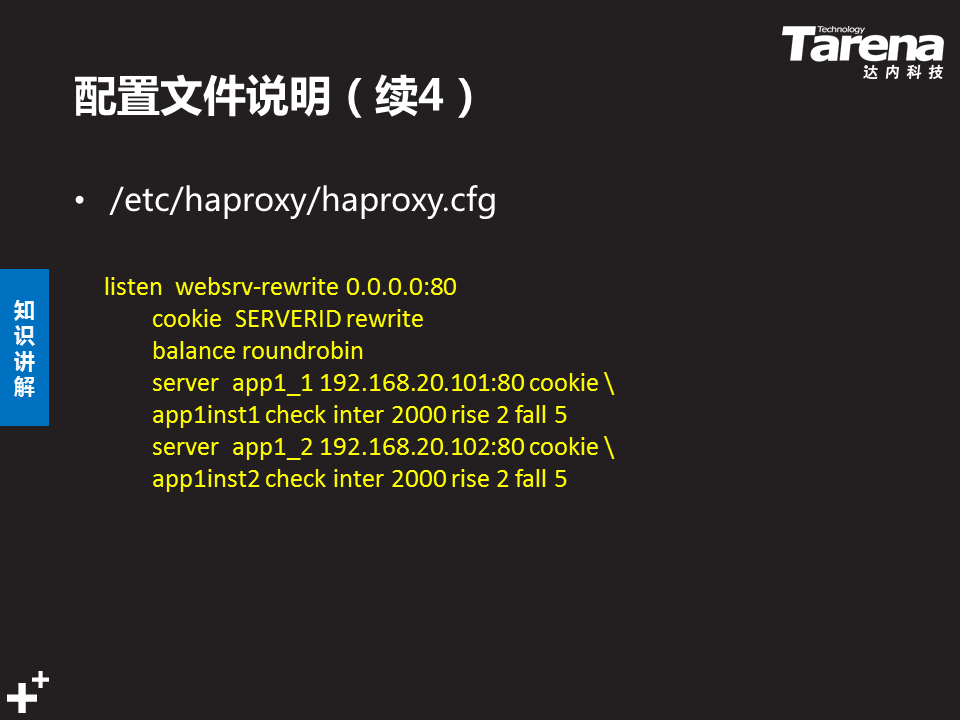 Technology
Tarena
达内科技
配置文件说明（续4）
• /etc/haproxy/haproxy.cfg
listen websrv-rewrite 0.0.0.0:80
cookie SERVERID rewrite
balance roundrobin
server app1_1 192.168.20.101:80 cookie \
app1inst1 check inter 2000 rise 2 fall 5
server app1_2 192.168.20.102:80 cookie \
app1inst2 check inter 2000 rise 2 fall 5
知识讲解